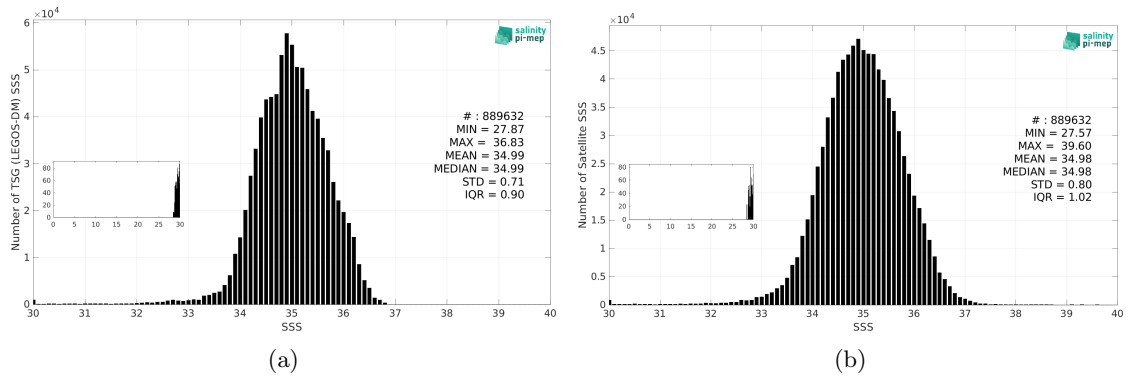 ×10⁴
6
5
4
3
2
1
0
Number of TSG (LEGOS-DM) SSS
salinity
pi-mep
# : 889632
MIN = 27.87
MAX = 36.83
MEAN = 34.99
MEDIAN = 34.99
STD = 0.71
IQR = 0.90
80
60
40
20
0
0 5 10 15 20 25 30
30 31 32 33 34 35 36 37 38 39 40
SSS
(a)
×10⁴
4.5
4
3.5
3
2.5
2
1.5
1
0.5
0
Number of Satellite SSS
salinity
pi-mep
# : 889632
MIN = 27.57
MAX = 39.60
MEAN = 34.98
MEDIAN = 34.98
STD = 0.80
IQR = 1.02
80
60
40
20
0
0 5 10 15 20 25 30
30 31 32 33 34 35 36 37 38 39 40
SSS
(b)